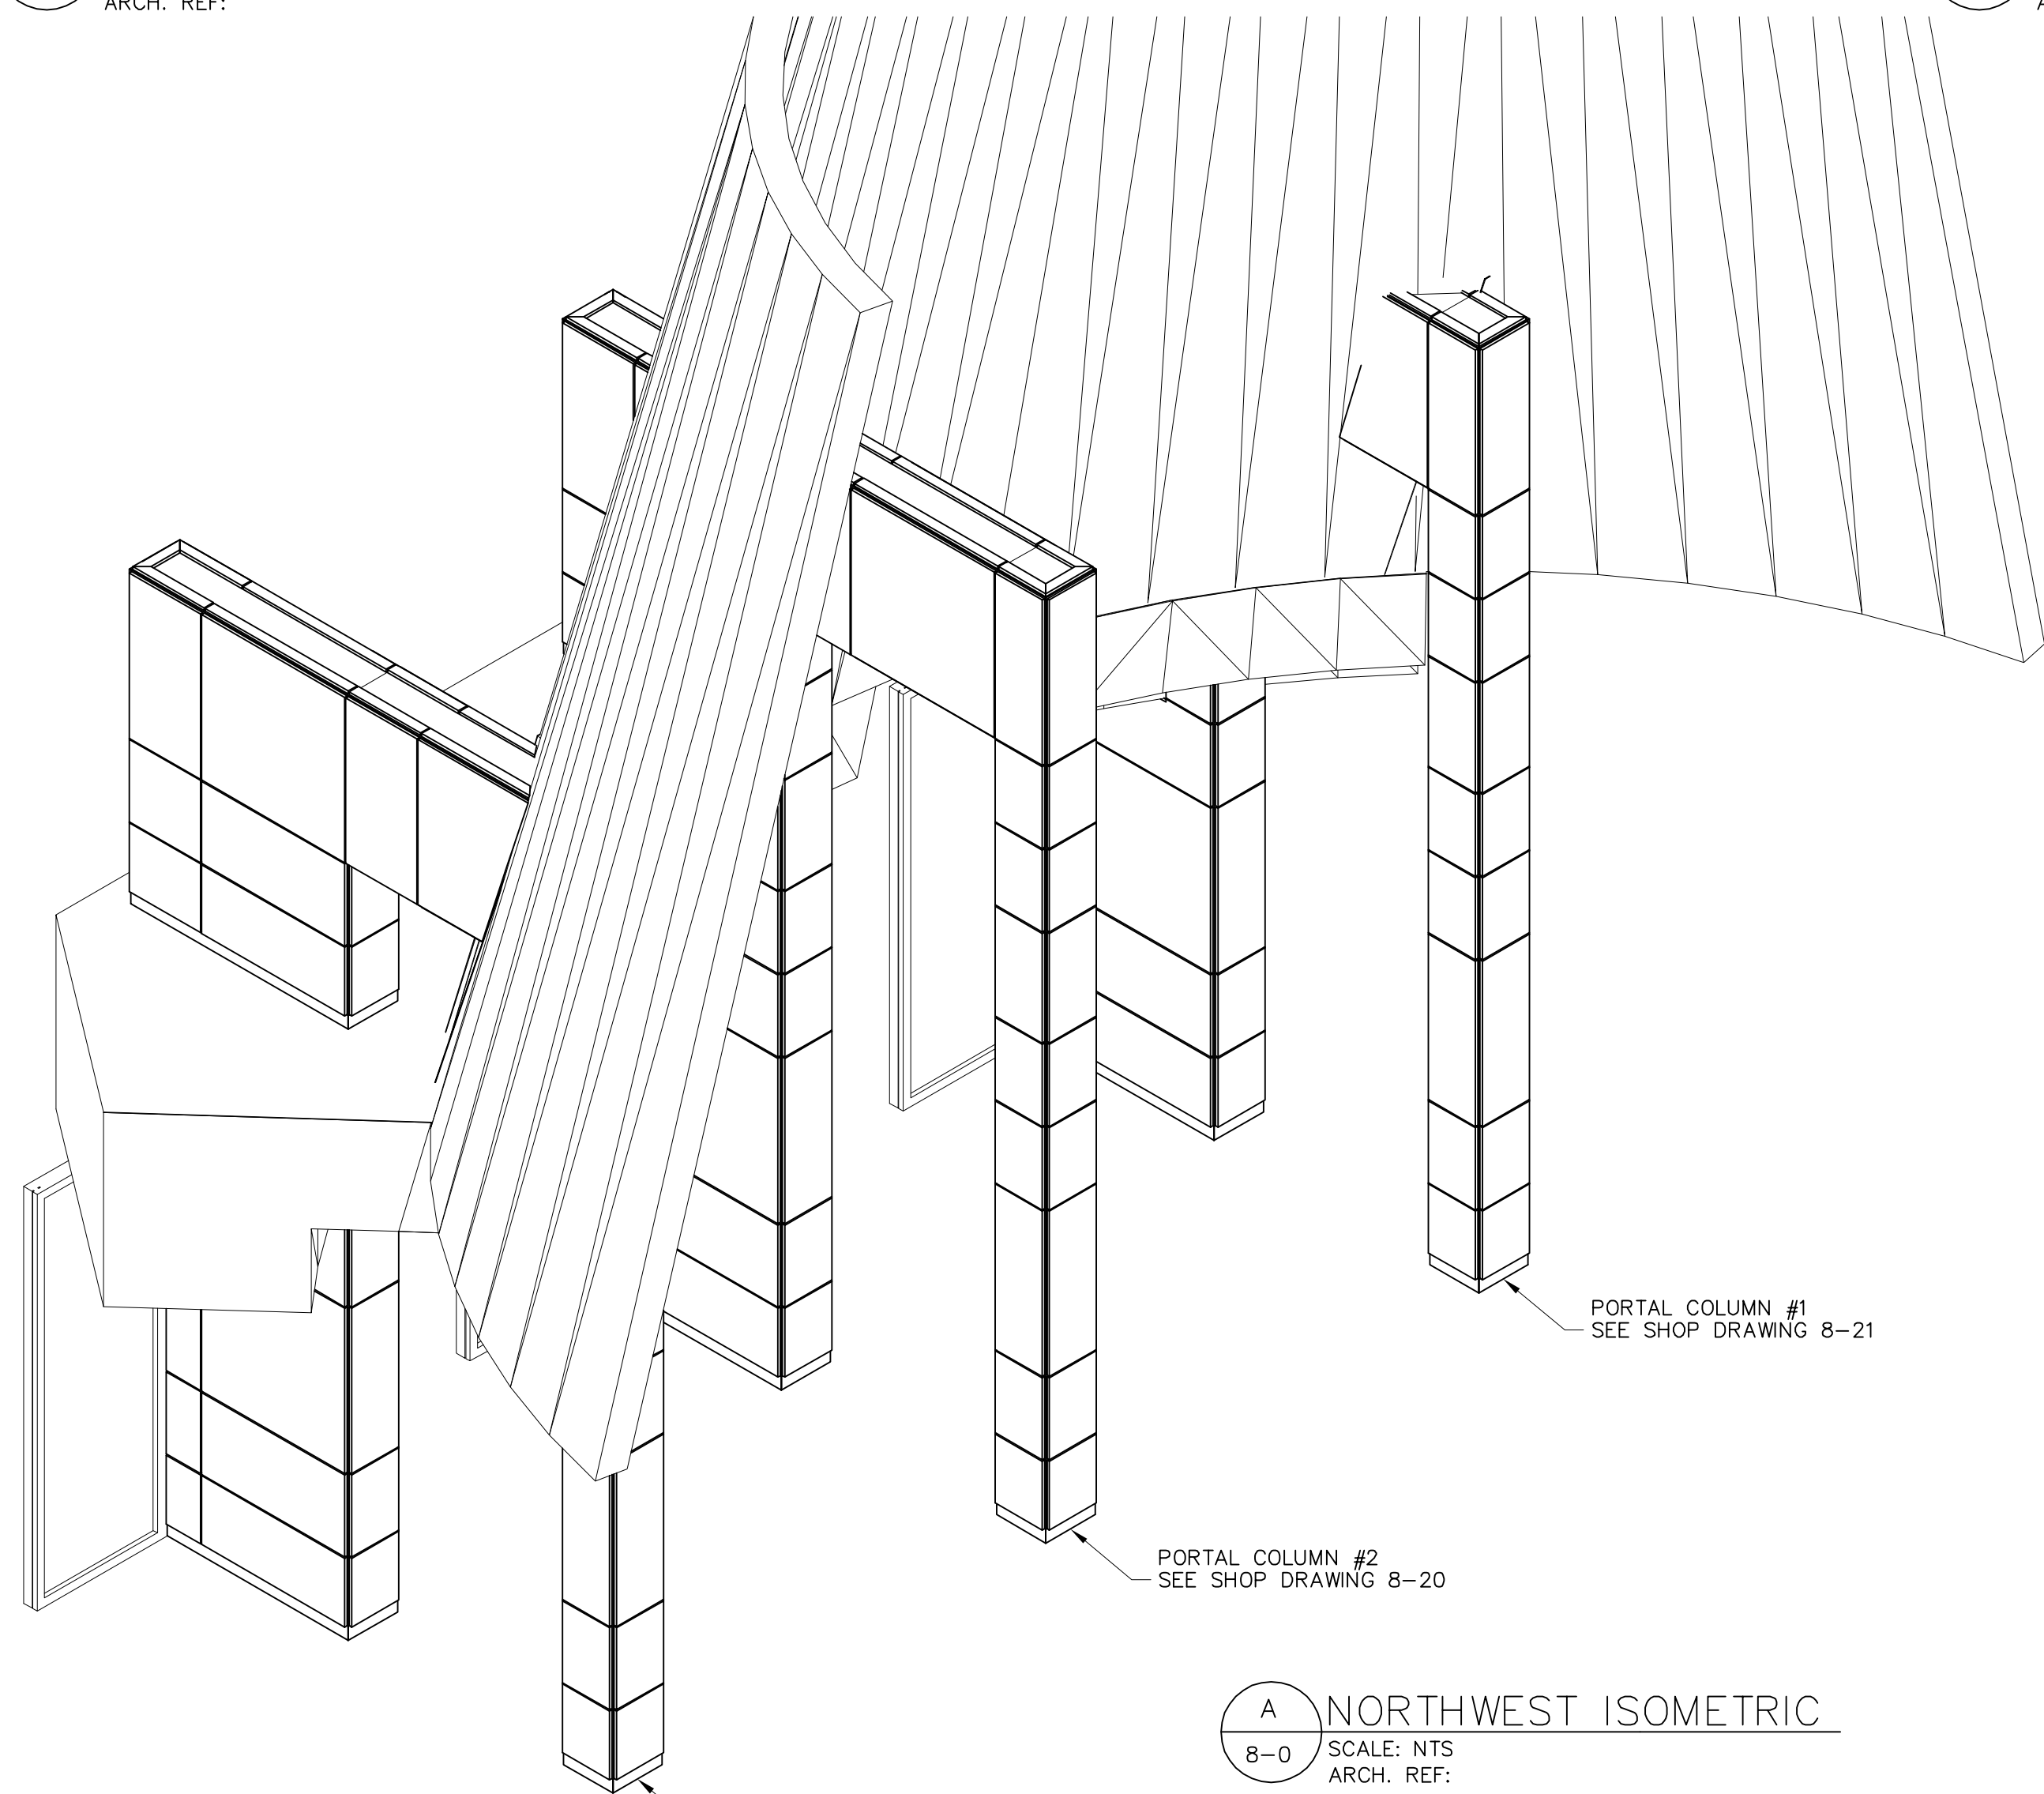 ARCH. REF:
PORTAL COLUMN #1
SEE SHOP DRAWING 8-21
PORTAL COLUMN #2
SEE SHOP DRAWING 8-20
A
NORTHWEST ISOMETRIC
8-0
SCALE: NTS
ARCH. REF: